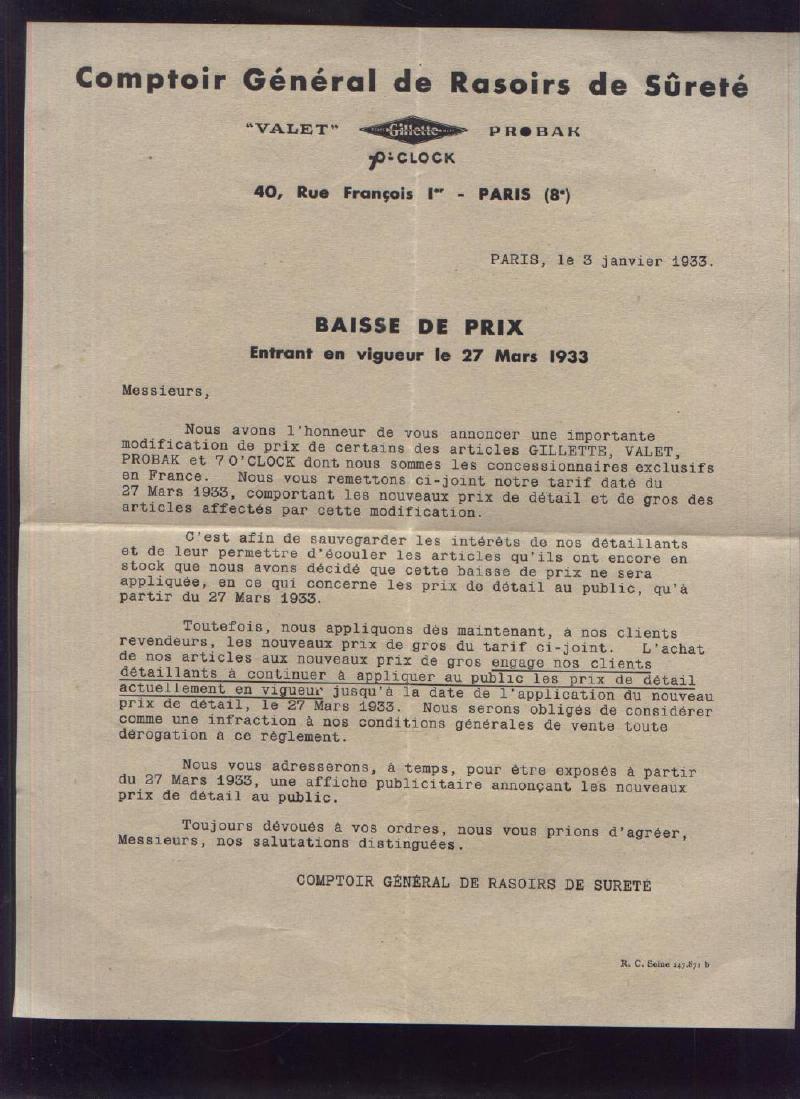 Comptoir Général de Rasoirs de Sûreté
"VALET" Gillette PROBAK
7 O'CLOCK
40, Rue François Ier - PARIS (8e)
PARIS, le 3 janvier 1933.
BAISSE DE PRIX
Entrant en vigueur le 27 Mars 1933
Messieurs,
Nous avons l'honneur de vous annoncer une importante
modification de prix de certains des articles GILLETTE, VALET,
PROBAK et 7 O'CLOCK dont nous sommes les concessionnaires exclusifs
en France. Nous vous remettons ci-joint notre tarif daté du
27 Mars 1933, comportant les nouveaux prix de détail et de gros des
articles affectés par cette modification.
C'est afin de sauvegarder les intérêts de nos détaillants
et de leur permettre d'écouler les articles qu'ils ont encore en
stock que nous avons décidé que cette baisse de prix ne sera
appliquée, en ce qui concerne les prix de détail au public, qu'à
partir du 27 Mars 1933.
Toutefois, nous appliquons dès maintenant, à nos clients
revendeurs, les nouveaux prix de gros du tarif ci-joint. L'achat
de nos articles aux nouveaux prix de gros engage nos clients
détaillants à continuer à appliquer au public les prix de détail
actuellement en vigueur jusqu'à la date de l'application du nouveau
prix de détail, le 27 Mars 1933. Nous serons obligés de considérer
comme une infraction à nos conditions générales de vente toute
dérogation à ce règlement.
Nous vous adresserons, à temps, pour être exposés à partir
du 27 Mars 1933, une affiche publicitaire annonçant les nouveaux
prix de détail au public.
Toujours dévoués à vos ordres, nous vous prions d'agréer,
Messieurs, nos salutations distinguées.
COMPTOIR GÉNÉRAL DE RASOIRS DE SURETÉ
R. C. Seine 247.871 b